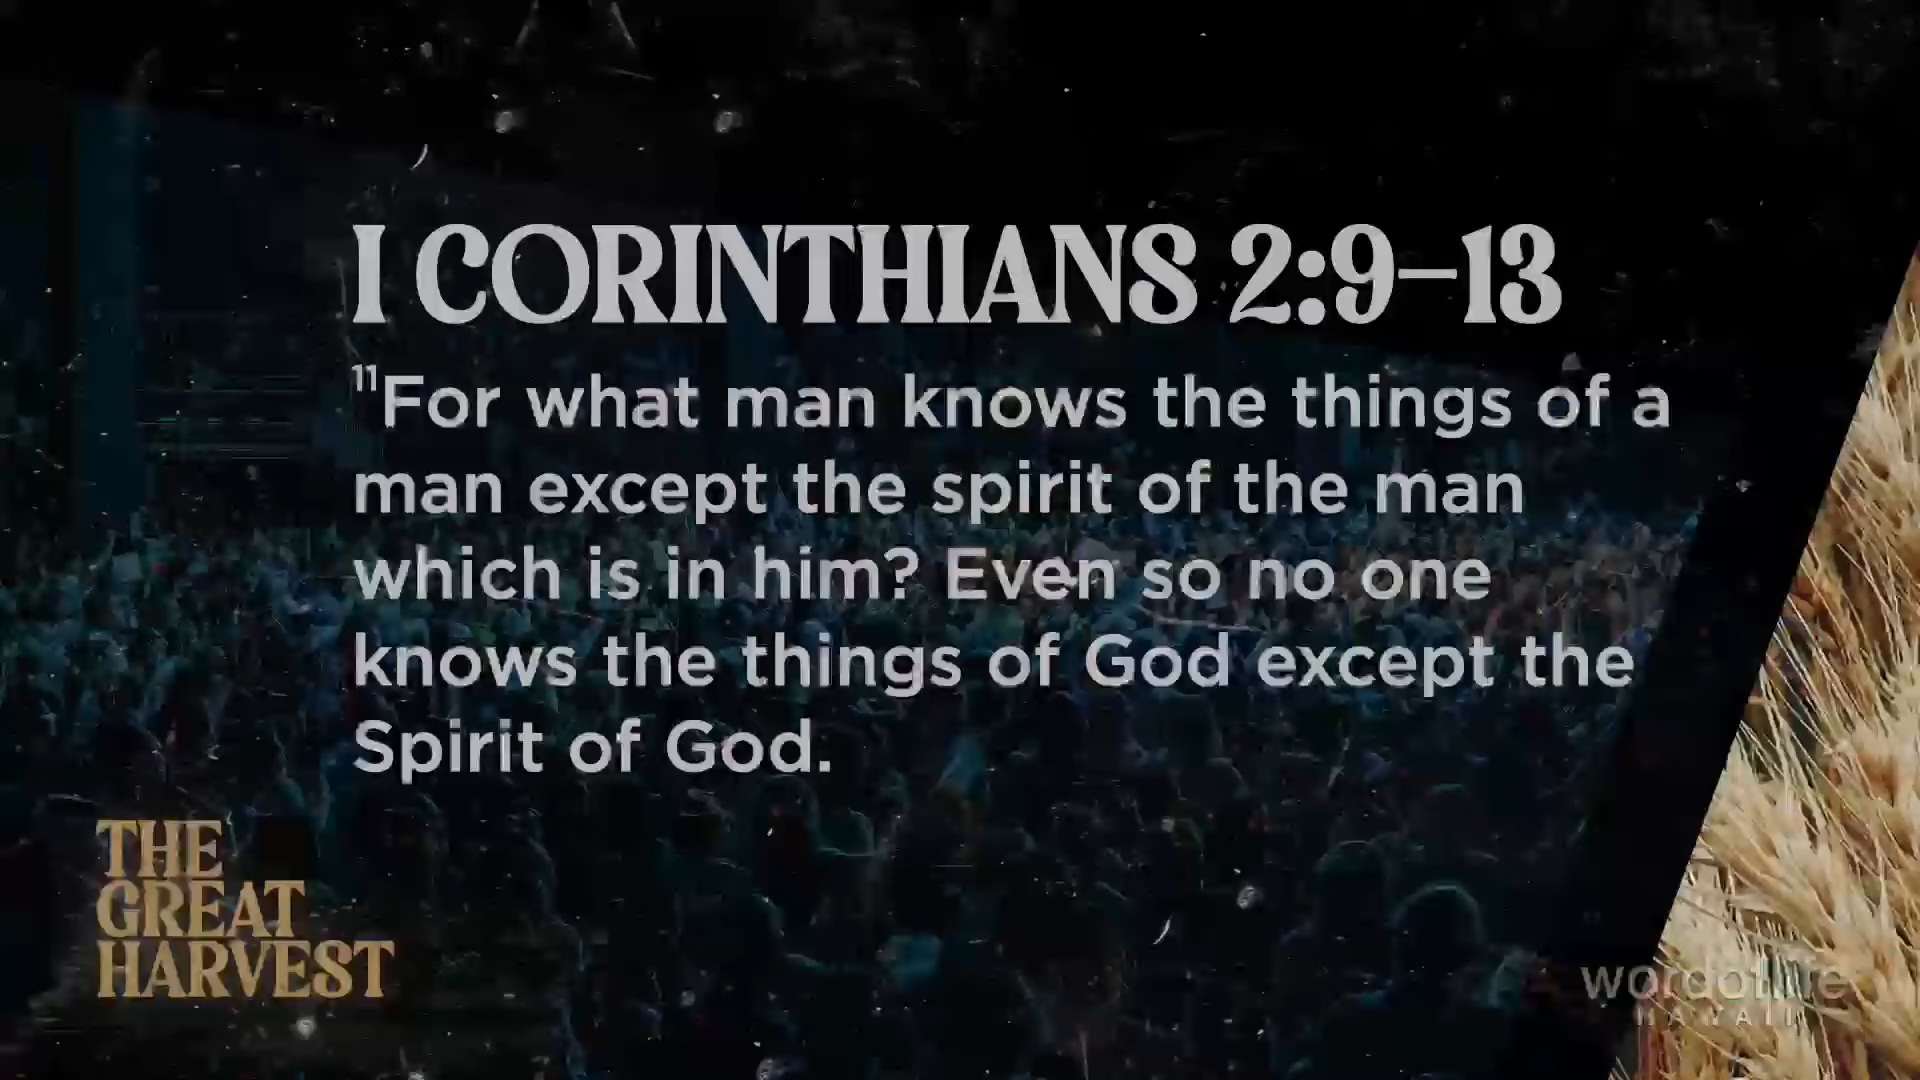 I CORINTHIANS 2:9–13
¹¹For what man knows the things of a
man except the spirit of the man
which is in him? Even so no one
knows the things of God except the
Spirit of God.
THE
GREAT
HARVEST
wordoflife
HAWAII